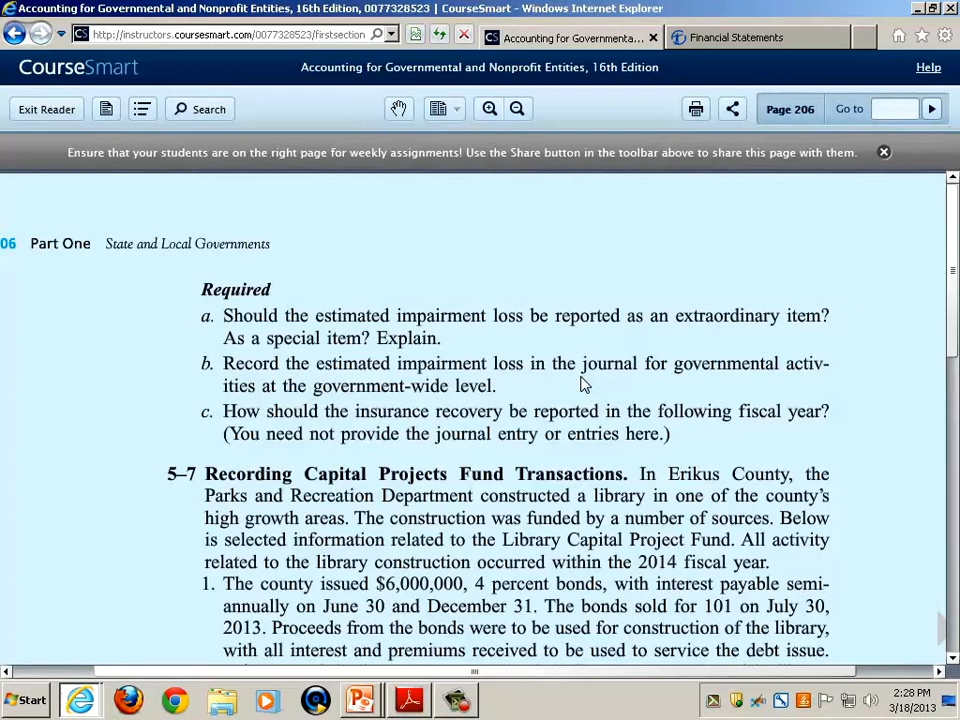 Accounting for Governmental and Nonprofit Entities, 16th Edition, 0077328523 | CourseSmart - Windows Internet Explorer
http://instructors.coursesmart.com/0077328523/firstsection
CS Accounting for Governmenta...
Financial Statements
CourseSmart
Accounting for Governmental and Nonprofit Entities, 16th Edition
Help
Exit Reader
Search
Page 206
Go to
Ensure that your students are on the right page for weekly assignments! Use the Share button in the toolbar above to share this page with them.
06 Part One State and Local Governments
Required
a. Should the estimated impairment loss be reported as an extraordinary item?
As a special item? Explain.
b. Record the estimated impairment loss in the journal for governmental activ-
ities at the government-wide level.
c. How should the insurance recovery be reported in the following fiscal year?
(You need not provide the journal entry or entries here.)
5–7 Recording Capital Projects Fund Transactions. In Erikus County, the
Parks and Recreation Department constructed a library in one of the county's
high growth areas. The construction was funded by a number of sources. Below
is selected information related to the Library Capital Project Fund. All activity
related to the library construction occurred within the 2014 fiscal year.
1. The county issued $6,000,000, 4 percent bonds, with interest payable semi-
annually on June 30 and December 31. The bonds sold for 101 on July 30,
2013. Proceeds from the bonds were to be used for construction of the library,
with all interest and premiums received to be used to service the debt issue.
Start
2:28 PM
3/18/2013